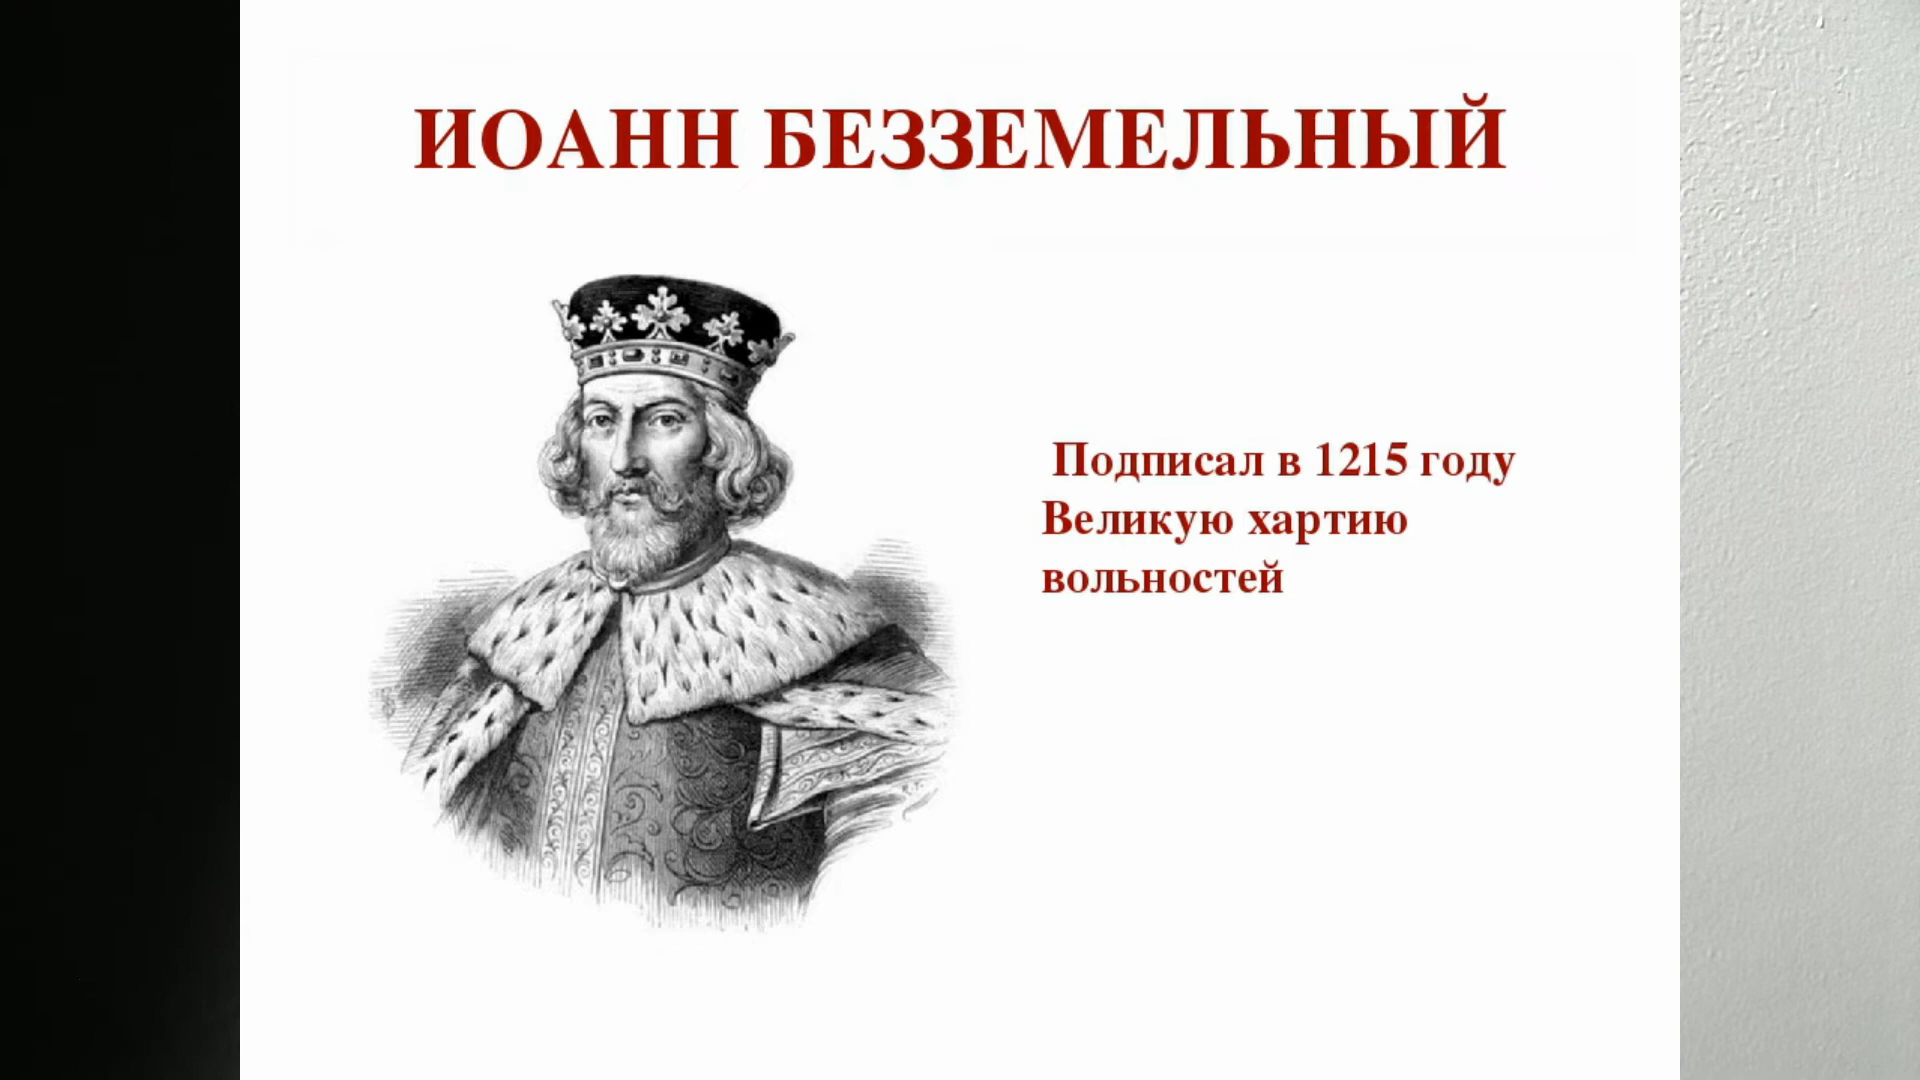 ИОАНН БЕЗЗЕМЕЛЬНЫЙ
Подписал в 1215 году
Великую хартию
вольностей